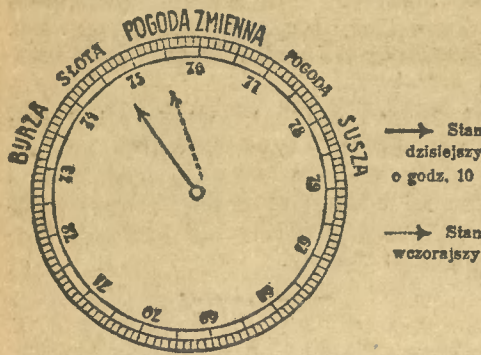 POGODA ZMIENNA
SŁOTA
POGODA
BURZA
SUSZA
73
74
75
76
77
78
79
68
69
70
71
72
Stan
dzisiejszy
o godz. 10
Stan
wczorajszy